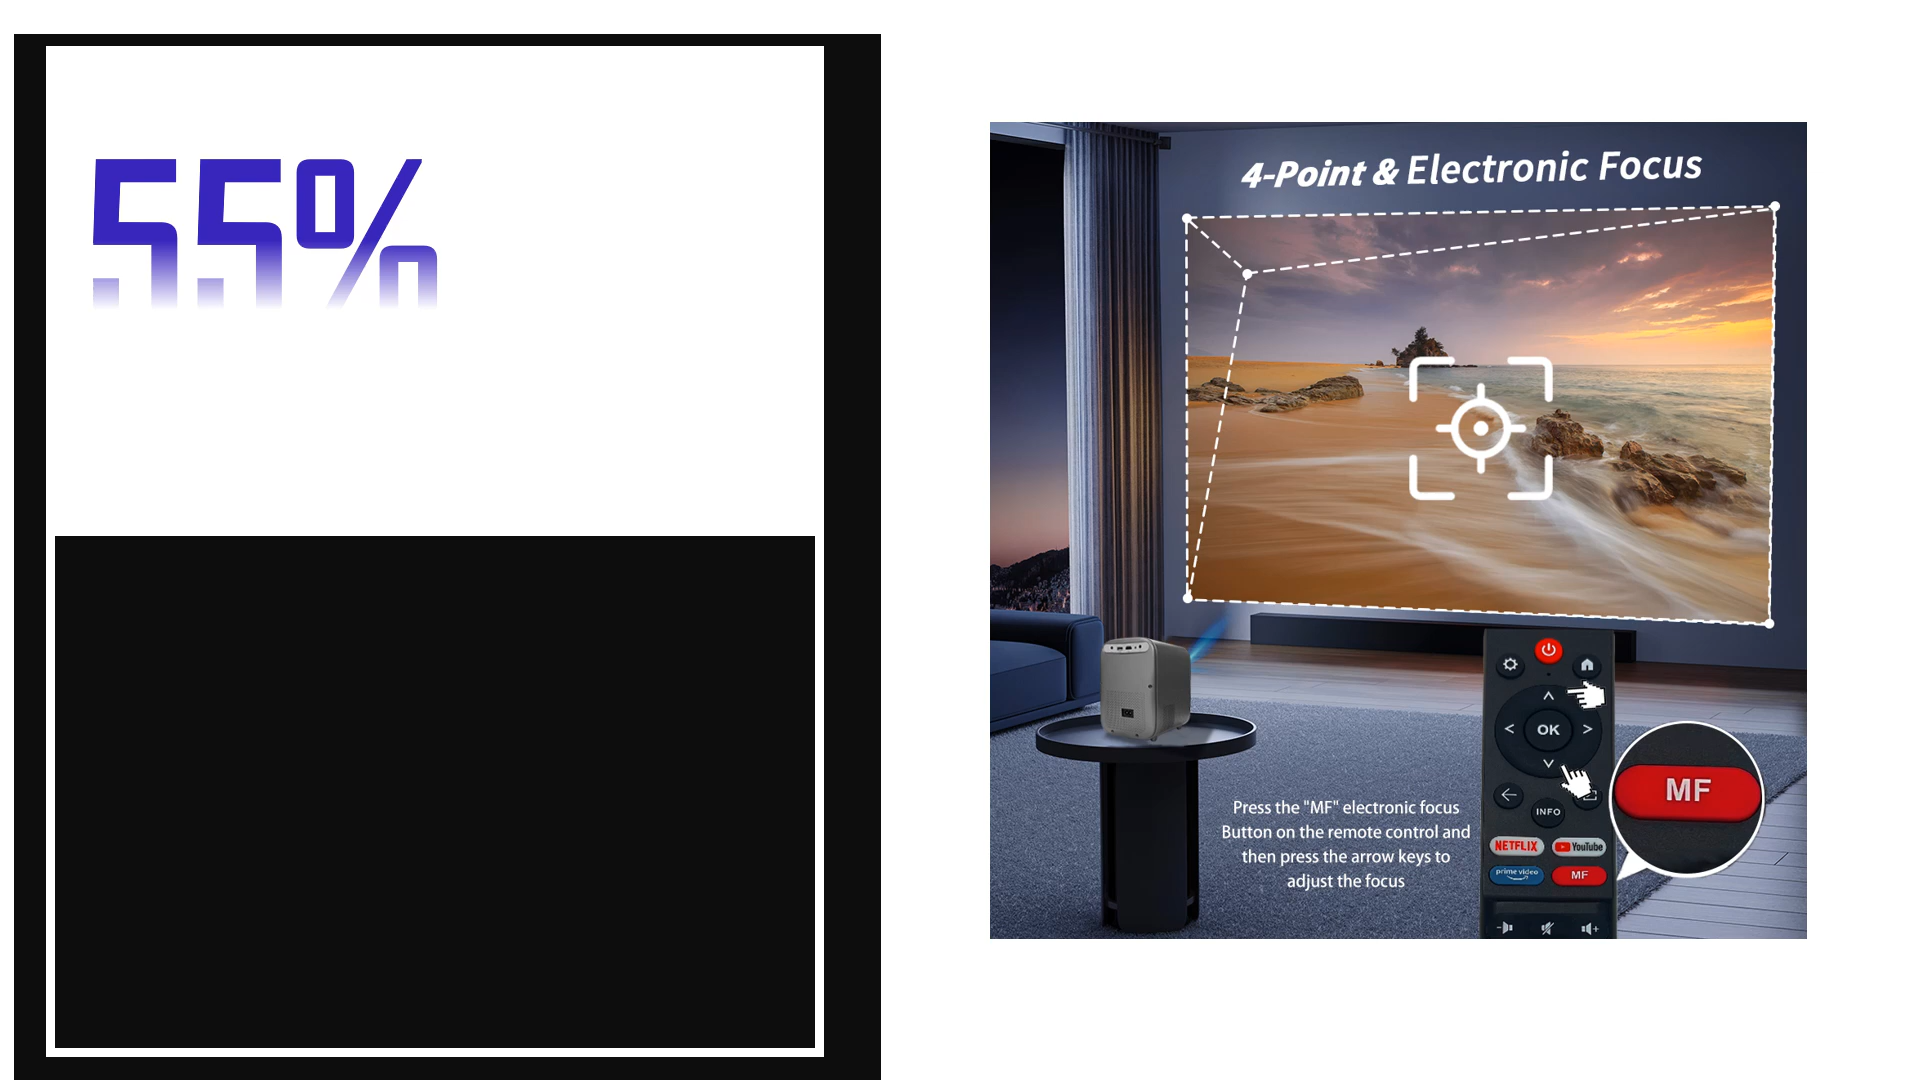 55%
4-Point & Electronic Focus
OK
INFO
NETFLIX
YouTube
prime video
MF
MF
Press the "MF" electronic focus
Button on the remote control and
then press the arrow keys to
adjust the focus